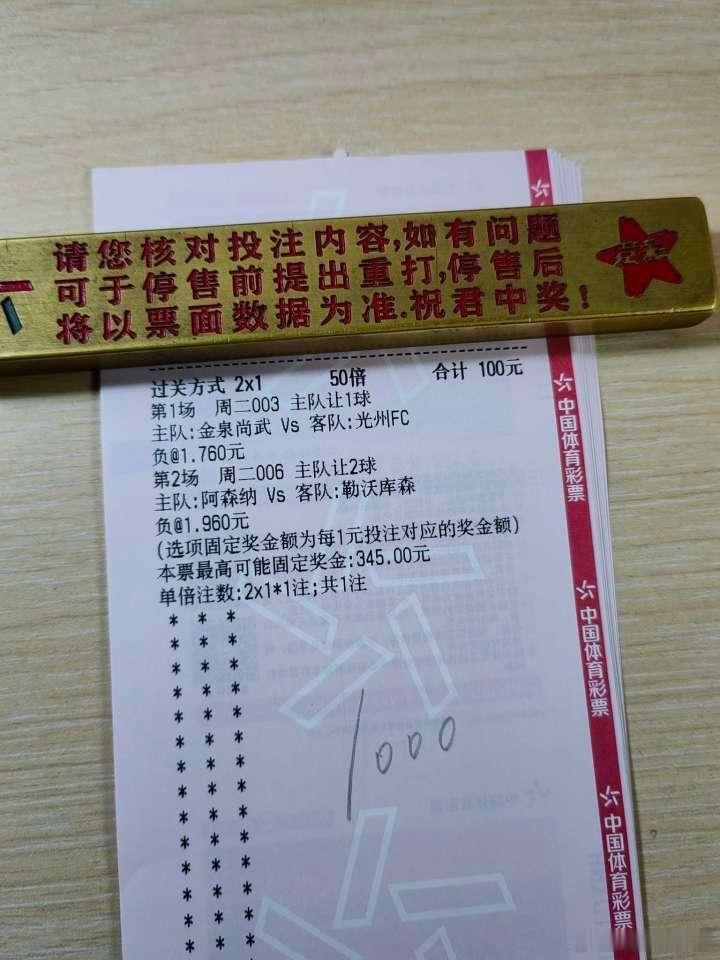 请您核对投注内容,如有问题
可于停售前提出重打,停售后
将以票面数据为准.祝君中奖!
过关方式 2x1 50倍 合计 100元
第1场 周二003 主队让1球
主队:金泉尚武 Vs 客队:光州FC
负@1.760元
第2场 周二006 主队让2球
主队:阿森纳 Vs 客队:勒沃库森
负@1.960元
(选项固定奖金额为每1元投注对应的奖金额)
本票最高可能固定奖金:345.00元
单倍注数:2x1*1注;共1注
* * *
* * *
* * *
* * *
* * *
* * *
* * *
* * *
* * *
* * *
* * *
* * *
* * *
* * *
1000
中国体育彩票
中国体育彩票
中国体育彩票